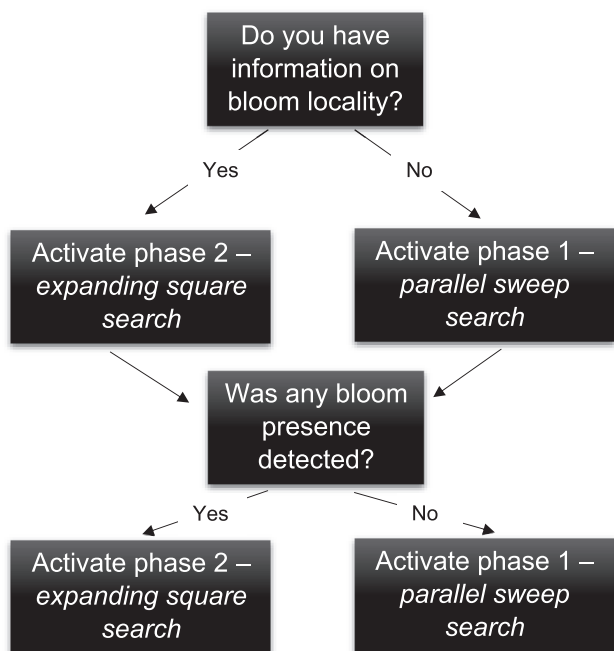 Do you have
information on
bloom locality?
Yes
No
Activate phase 2 –
expanding square
search
Activate phase 1 –
parallel sweep
search
Was any bloom
presence
detected?
Yes
No
Activate phase 2 –
expanding square
search
Activate phase 1 –
parallel sweep
search